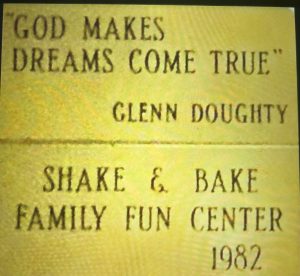 "GOD MAKES
DREAMS COME TRUE"
GLENN DOUGHTY
SHAKE & BAKE
FAMILY FUN CENTER
1982